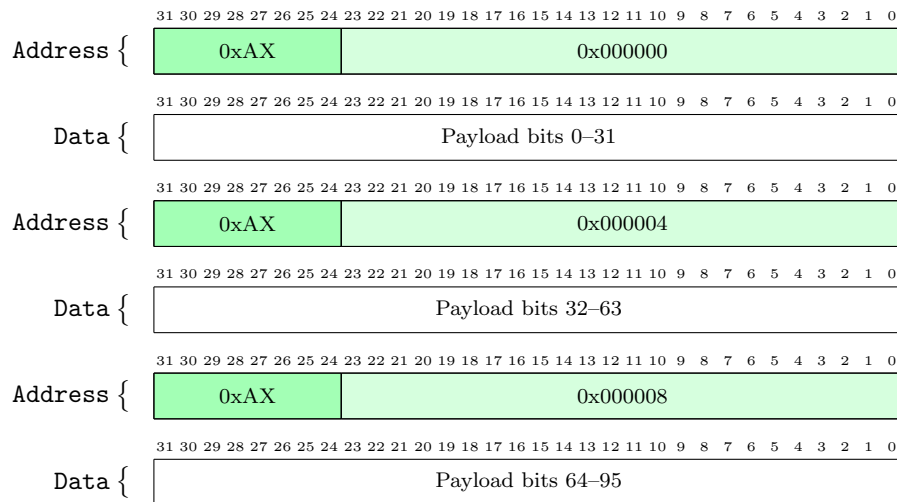 31 30 29 28 27 26 25 24 23 22 21 20 19 18 17 16 15 14 13 12 11 10 9 8 7 6 5 4 3 2 1 0
Address { 0xAX 0x000000
31 30 29 28 27 26 25 24 23 22 21 20 19 18 17 16 15 14 13 12 11 10 9 8 7 6 5 4 3 2 1 0
Data { Payload bits 0–31
31 30 29 28 27 26 25 24 23 22 21 20 19 18 17 16 15 14 13 12 11 10 9 8 7 6 5 4 3 2 1 0
Address { 0xAX 0x000004
31 30 29 28 27 26 25 24 23 22 21 20 19 18 17 16 15 14 13 12 11 10 9 8 7 6 5 4 3 2 1 0
Data { Payload bits 32–63
31 30 29 28 27 26 25 24 23 22 21 20 19 18 17 16 15 14 13 12 11 10 9 8 7 6 5 4 3 2 1 0
Address { 0xAX 0x000008
31 30 29 28 27 26 25 24 23 22 21 20 19 18 17 16 15 14 13 12 11 10 9 8 7 6 5 4 3 2 1 0
Data { Payload bits 64–95